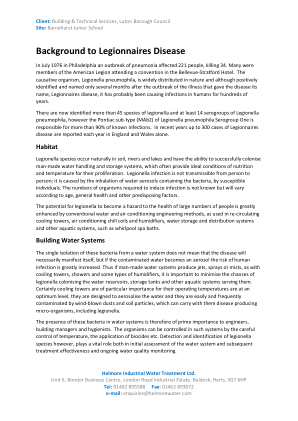 Client: Building & Technical Services, Luton Borough Council
Site: Barnehurst Junior School
Background to Legionnaires Disease
In July 1976 in Philadelphia an outbreak of pneumonia affected 221 people, killing 34. Many were
members of the American Legion attending a convention in the Bellevue-Stratford Hotel. The
causative organism, Legionella pneumophila, is widely distributed in nature and although positively
identified and named only several months after the outbreak of the illness that gave the disease its
name, Legionnaires disease, it has probably been causing infections in humans for hundreds of
years.
There are now identified more than 45 species of legionella and at least 14 serogroups of Legionella
pneumophila, however the Pontiac sub-type [MAb2] of Legionella pneumophila Serogroup One is
responsible for more than 90% of known infections. In recent years up to 300 cases of Legionnaires
disease are reported each year in England and Wales alone.
Habitat
Legionella species occur naturally in soil, rivers and lakes and have the ability to successfully colonise
man-made water handling and storage systems, which often provide ideal conditions of nutrition
and temperature for their proliferation. Legionella infection is not transmissible from person to
person; it is caused by the inhalation of water aerosols containing the bacteria, by susceptible
individuals. The numbers of organisms required to induce infection is not known but will vary
according to age, general health and other predisposing factors.
The potential for legionella to become a hazard to the health of large numbers of people is greatly
enhanced by conventional water and air conditioning engineering methods, as used in re-circulating
cooling towers, air conditioning chill coils and humidifiers, water storage and distribution systems
and other aquatic systems, such as whirlpool spa baths.
Building Water Systems
The single isolation of these bacteria from a water system does not mean that the disease will
necessarily manifest itself, but if the contaminated water becomes an aerosol the risk of human
infection is greatly increased. Thus if man-made water systems produce jets, sprays or mists, as with
cooling towers, showers and some types of humidifiers, it is important to minimise the chances of
legionella colonising the water reservoirs, storage tanks and other aquatic systems serving them.
Certainly cooling towers are of particular importance for their operating temperatures are at an
optimum level, they are designed to aerosolise the water and they are easily and frequently
contaminated by wind-blown dusts and soil particles, which can carry with them disease producing
micro-organisms, including legionella.
The presence of these bacteria in water systems is therefore of prime importance to engineers,
building managers and hygienists. The organisms can be controlled in such systems by the careful
control of temperature, the application of biocides etc. Detection and identification of legionella
species however, plays a vital role both in initial assessment of the water system and subsequent
treatment effectiveness and ongoing water quality monitoring.
Helmore Industrial Water Treatment Ltd.
Unit 6, Bondor Business Centre, London Road Industrial Estate, Baldock, Herts, SG7 6HP
Tel: 01462 895588 Fax: 01462 893072
e-mail: enquiries@helmorewater.com